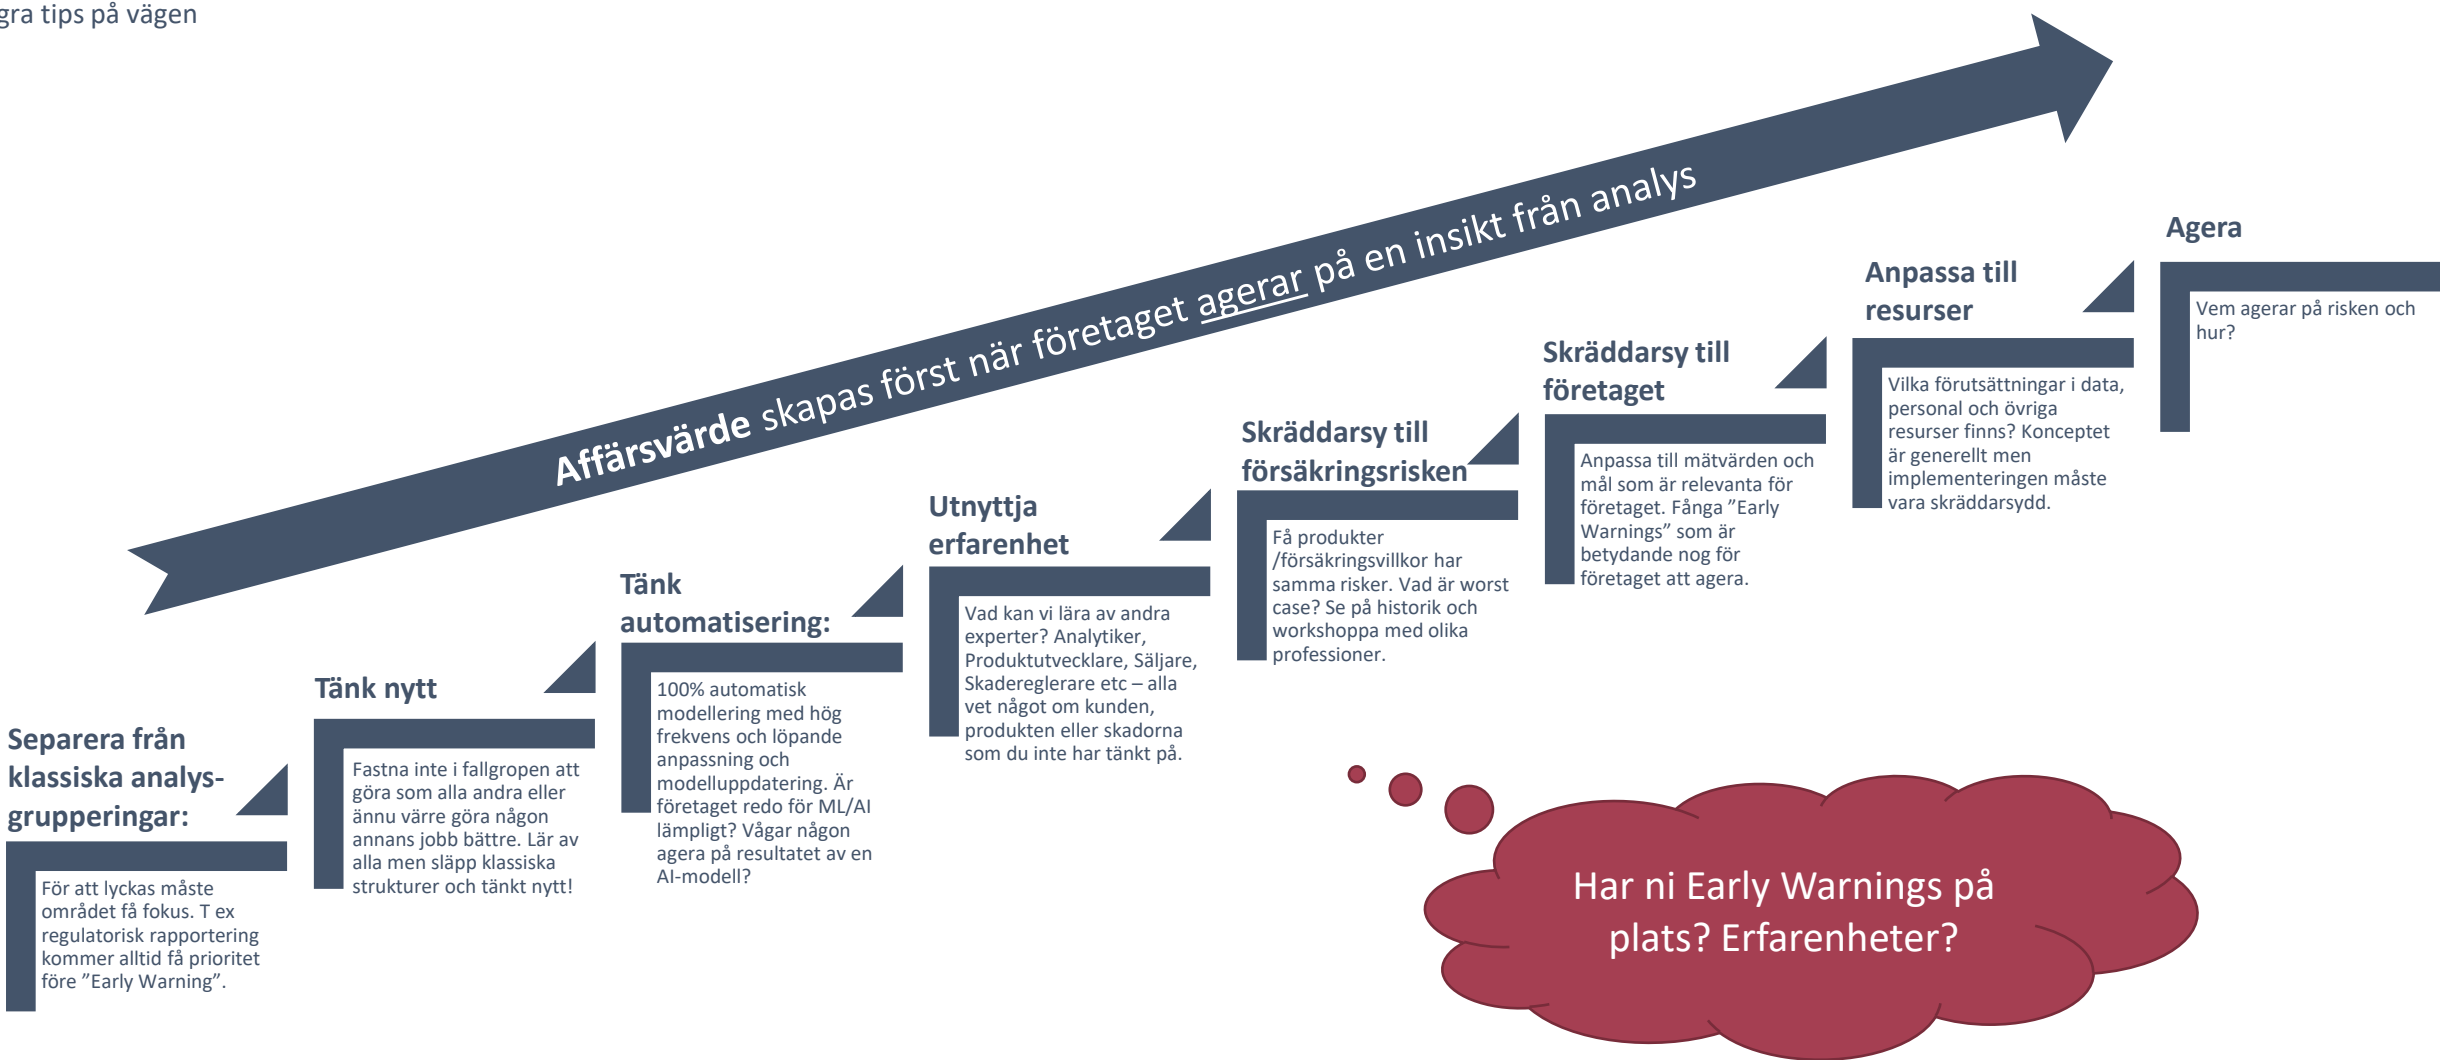 gra tips på vägen
Affärsvärde skapas först när företaget agerar på en insikt från analys
Separera från
klassiska analys-
grupperingar:
För att lyckas måste
området få fokus. T ex
regulatorisk rapportering
kommer alltid få prioritet
före ”Early Warning”.
Tänk nytt
Fastna inte i fallgropen att
göra som alla andra eller
ännu värre göra någon
annans jobb bättre. Lär av
alla men släpp klassiska
strukturer och tänkt nytt!
Tänk
automatisering:
100% automatisk
modellering med hög
frekvens och löpande
anpassning och
modelluppdatering. Är
företaget redo för ML/AI
lämpligt? Vågar någon
agera på resultatet av en
AI-modell?
Utnyttja
erfarenhet
Vad kan vi lära av andra
experter? Analytiker,
Produktutvecklare, Säljare,
Skadereglerare etc – alla
vet något om kunden,
produkten eller skadorna
som du inte har tänkt på.
Skräddarsy till
försäkringsrisken
Få produkter
/försäkringsvillkor har
samma risker. Vad är worst
case? Se på historik och
workshoppa med olika
professioner.
Skräddarsy till
företaget
Anpassa till mätvärden och
mål som är relevanta för
företaget. Fånga ”Early
Warnings” som är
betydande nog för
företaget att agera.
Anpassa till
resurser
Vilka förutsättningar i data,
personal och övriga
resurser finns? Konceptet
är generellt men
implementeringen måste
vara skräddarsydd.
Agera
Vem agerar på risken och
hur?
Har ni Early Warnings på
plats? Erfarenheter?